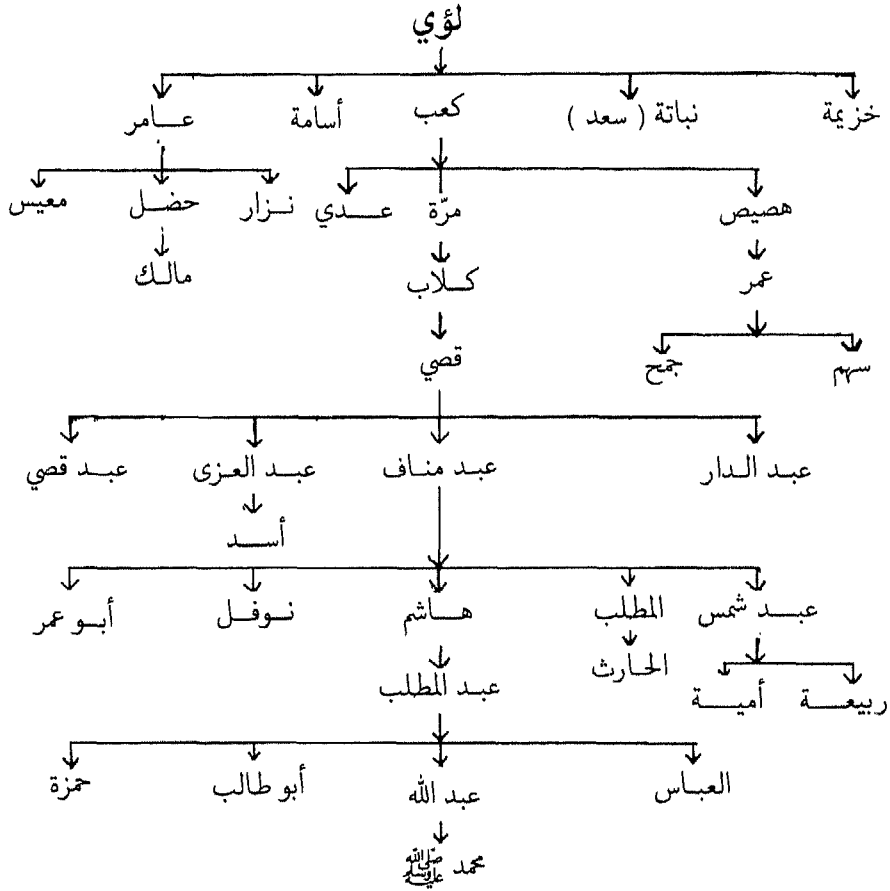 لؤي
خزيمة نباتة ( سعد ) كعب أسامة عامر
هصيص مرّة عدي نزار حضل معيس
عمر كلاب مالك
سهم جمح قصي
عبد الدار عبد مناف عبد العزى عبد قصي
أسد
عبد شمس المطلب هاشم نوفل أبو عمر
ربيعة أمية الحارث عبد المطلب
العباس عبد الله أبو طالب حمزة
محمد ﷺ